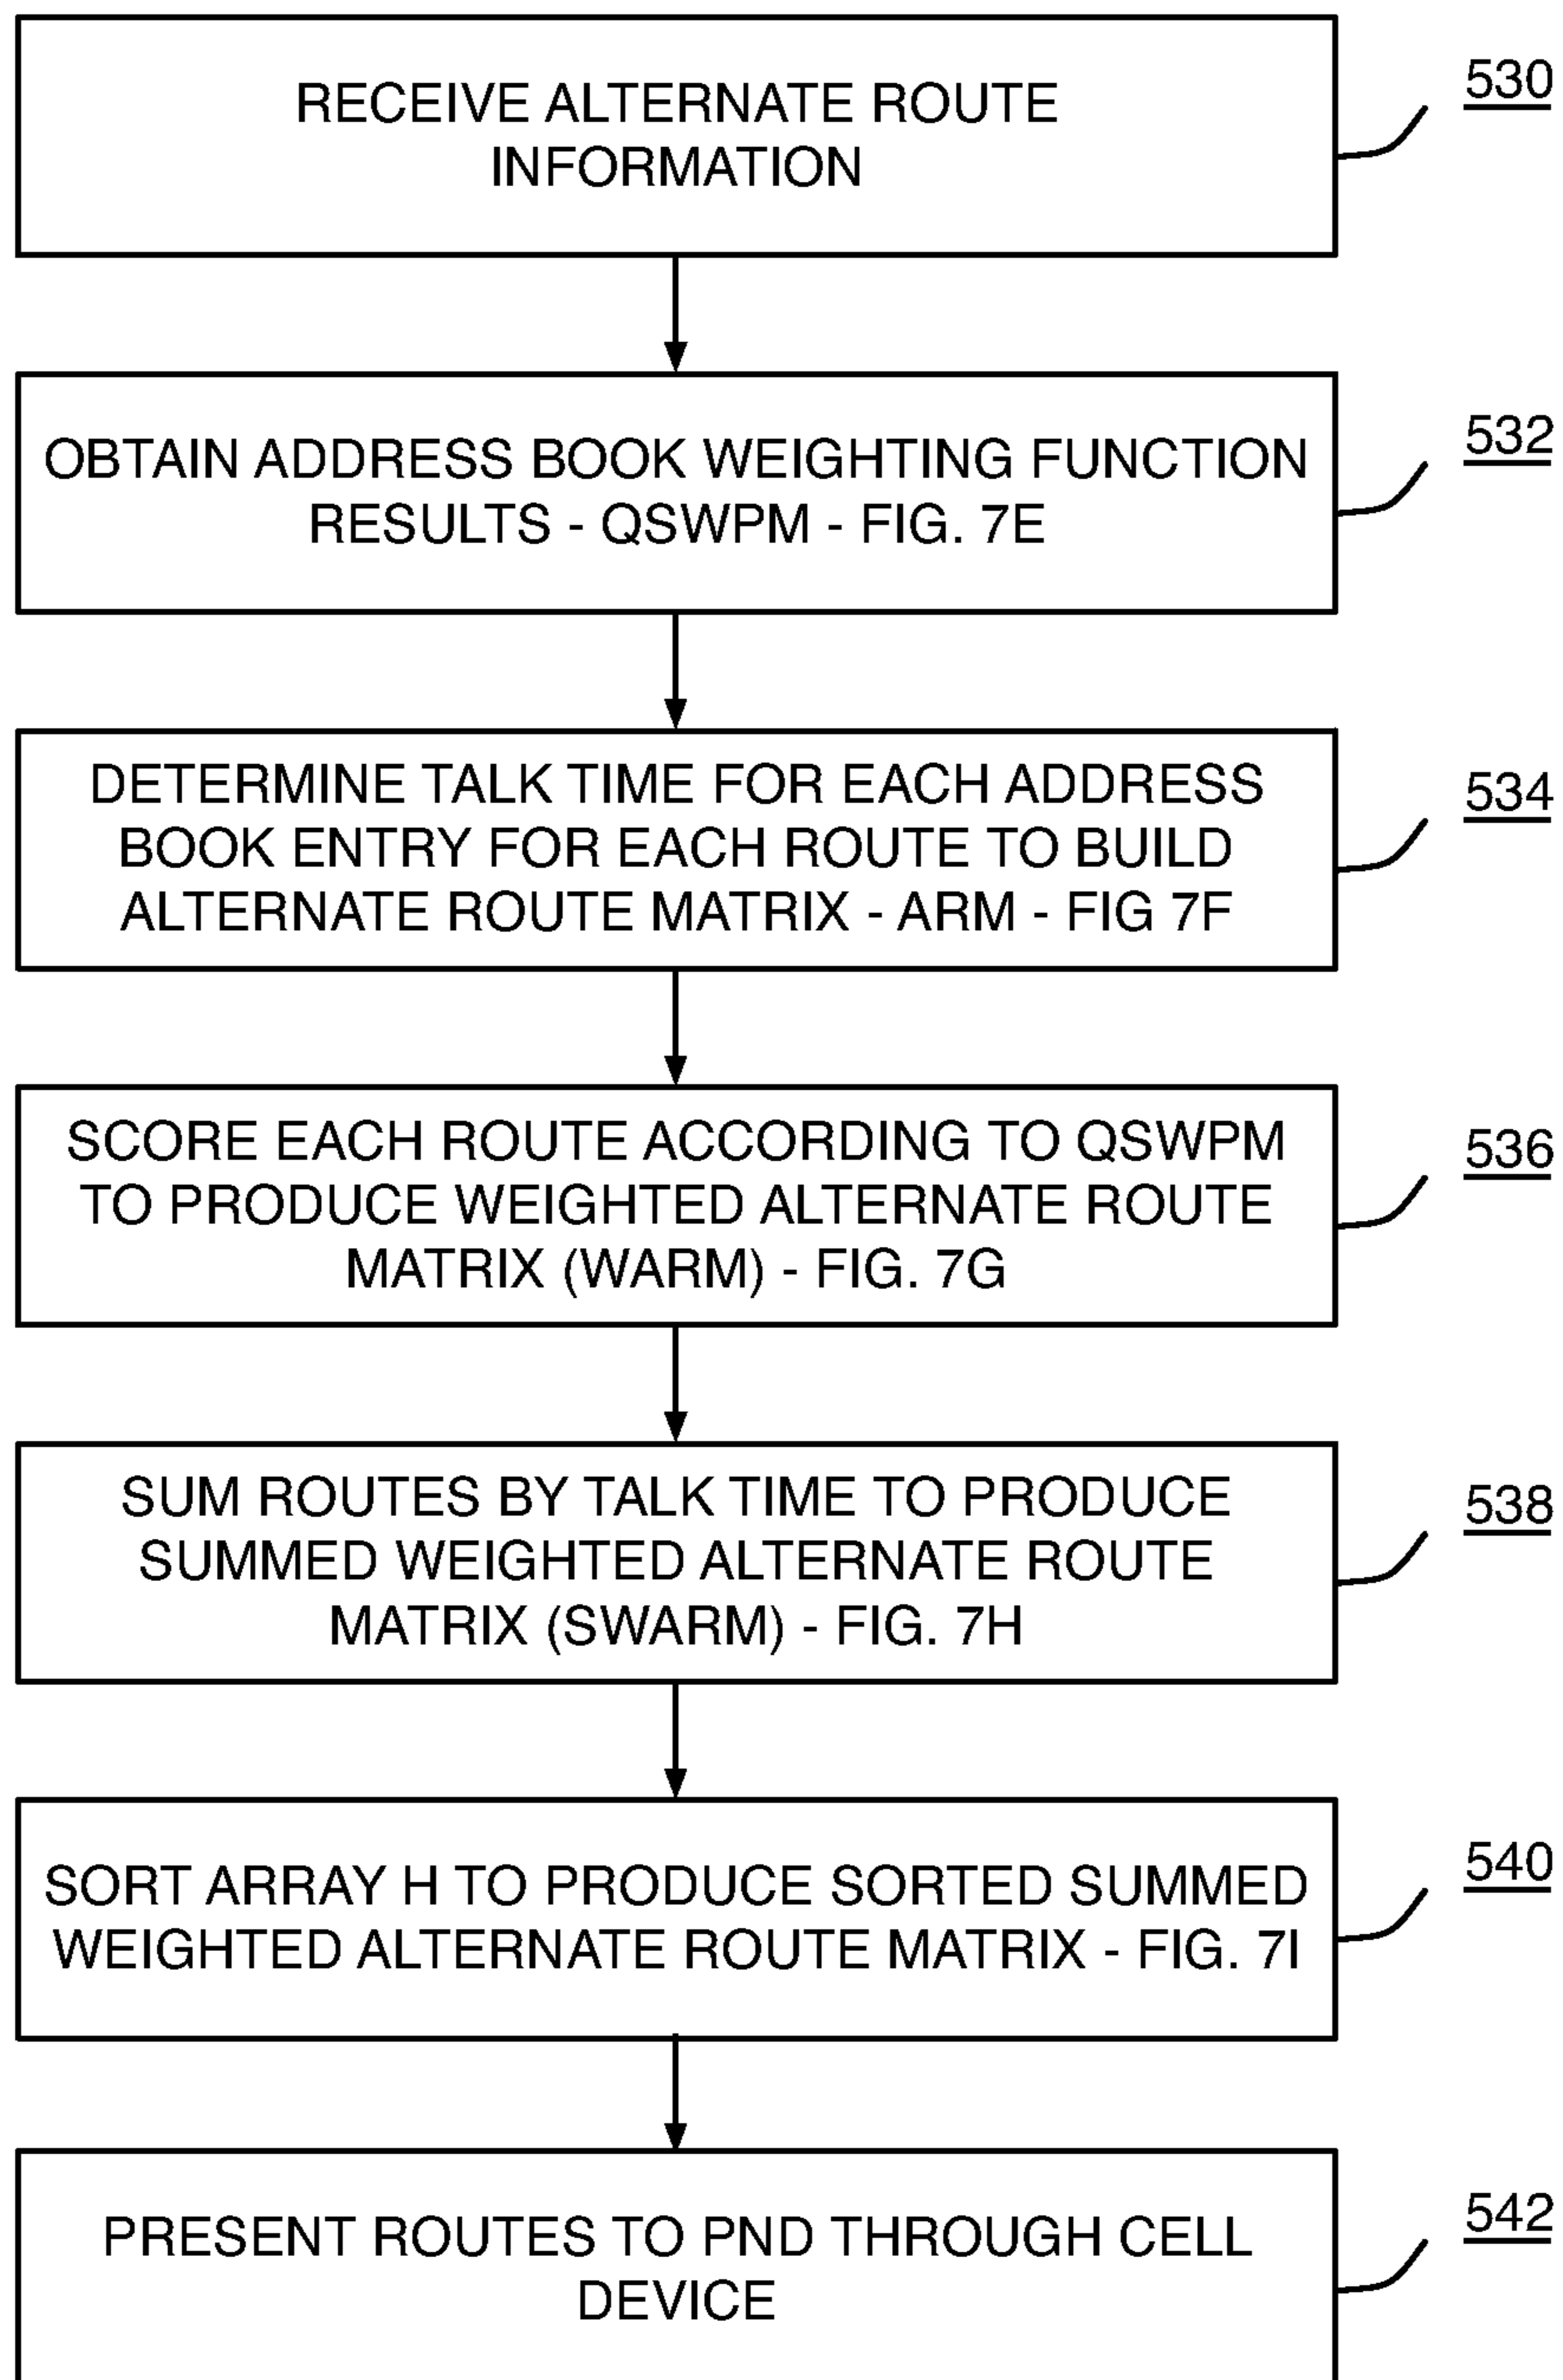 RECEIVE ALTERNATE ROUTE
INFORMATION
530
OBTAIN ADDRESS BOOK WEIGHTING FUNCTION
RESULTS - QSWPM - FIG. 7E
532
DETERMINE TALK TIME FOR EACH ADDRESS
BOOK ENTRY FOR EACH ROUTE TO BUILD
ALTERNATE ROUTE MATRIX - ARM - FIG 7F
534
SCORE EACH ROUTE ACCORDING TO QSWPM
TO PRODUCE WEIGHTED ALTERNATE ROUTE
MATRIX (WARM) - FIG. 7G
536
SUM ROUTES BY TALK TIME TO PRODUCE
SUMMED WEIGHTED ALTERNATE ROUTE
MATRIX (SWARM) - FIG. 7H
538
SORT ARRAY H TO PRODUCE SORTED SUMMED
WEIGHTED ALTERNATE ROUTE MATRIX - FIG. 7I
540
PRESENT ROUTES TO PND THROUGH CELL
DEVICE
542